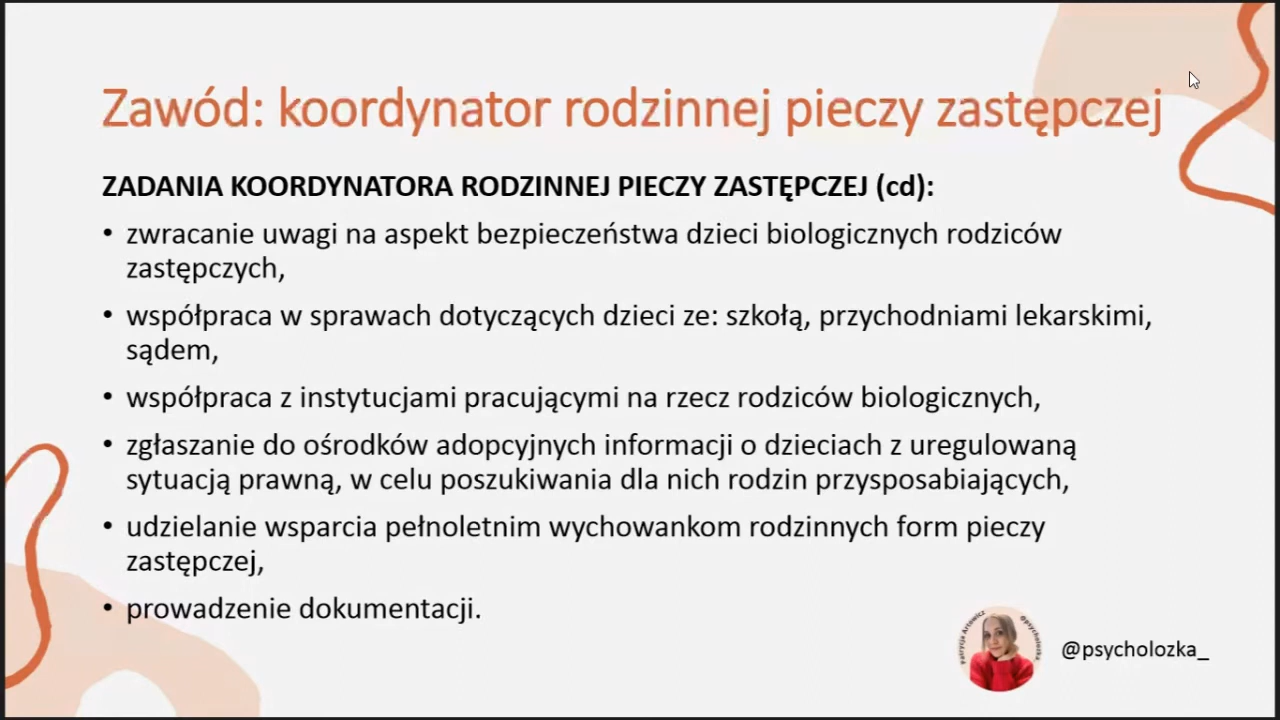 Zawód: koordynator rodzinnej pieczy zastępczej
ZADANIA KOORDYNATORA RODZINNEJ PIECZY ZASTĘPCZEJ (cd):
• zwracanie uwagi na aspekt bezpieczeństwa dzieci biologicznych rodziców
zastępczych,
• współpraca w sprawach dotyczących dzieci ze: szkołą, przychodniami lekarskimi,
sądem,
• współpraca z instytucjami pracującymi na rzecz rodziców biologicznych,
• zgłaszanie do ośrodków adopcyjnych informacji o dzieciach z uregulowaną
sytuacją prawną, w celu poszukiwania dla nich rodzin przysposabiających,
• udzielanie wsparcia pełnoletnim wychowankom rodzinnych form pieczy
zastępczej,
• prowadzenie dokumentacji.
Patrycja Artowicz
@psycholozka_
@psycholozka_